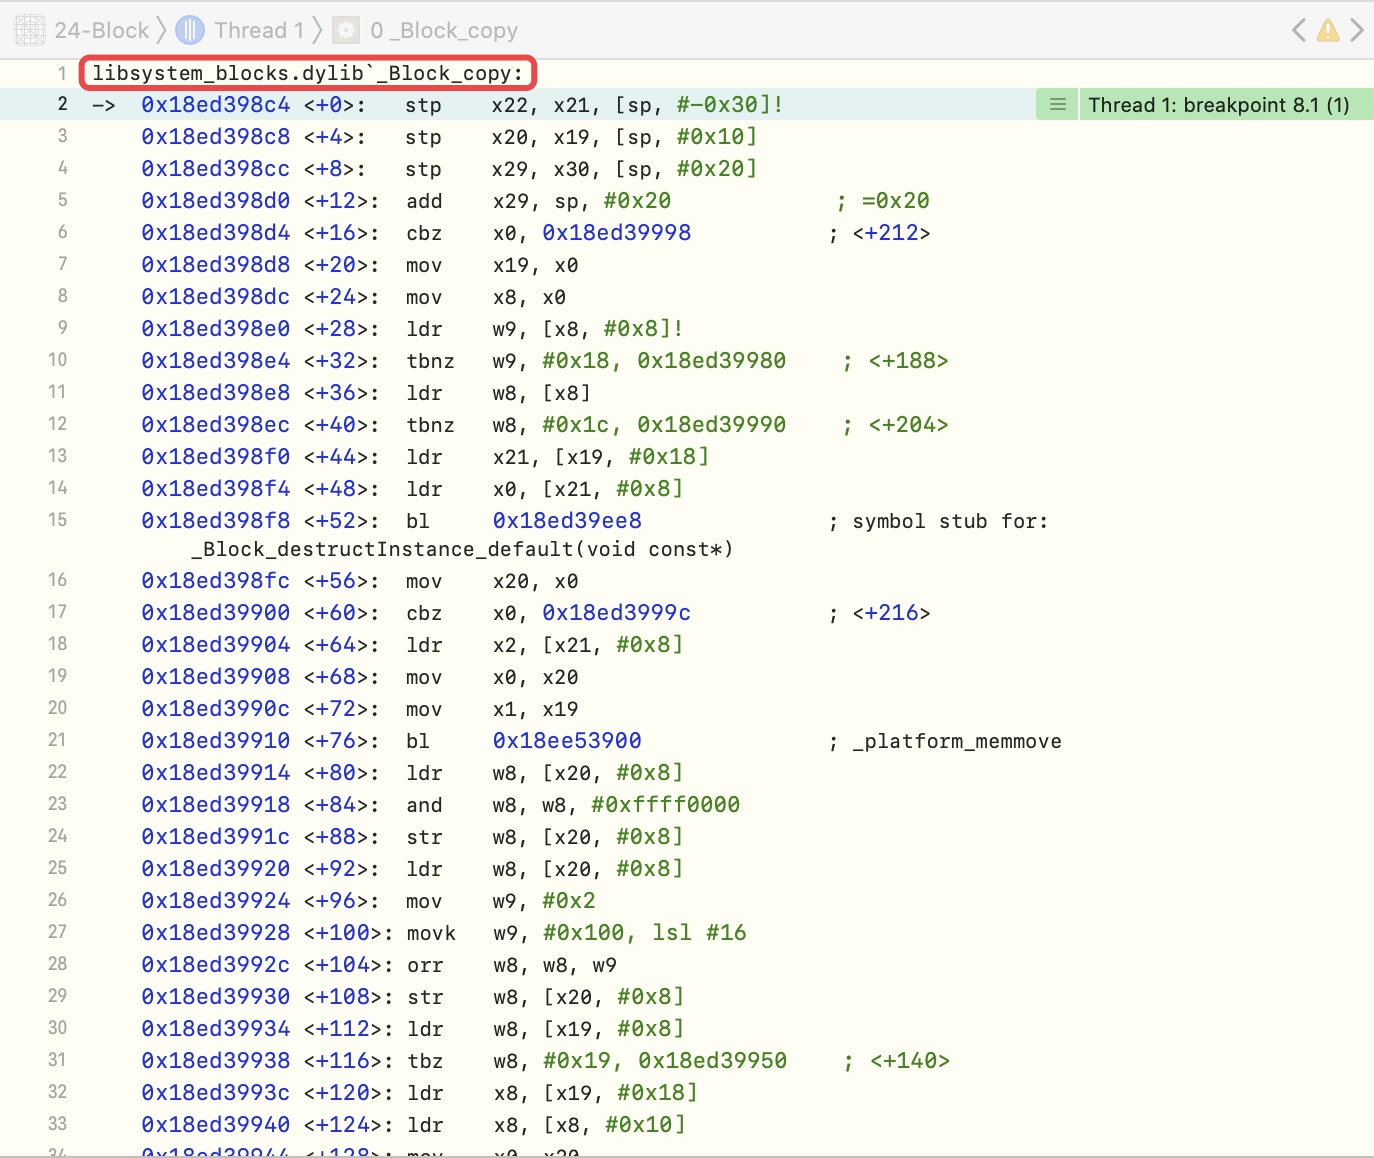 24-Block 〉 Thread 1 〉 0 _Block_copy
1 libsystem_blocks.dylib`_Block_copy:
2 -> 0x18ed398c4 <+0>: stp x22, x21, [sp, #-0x30]! Thread 1: breakpoint 8.1 (1)
3 0x18ed398c8 <+4>: stp x20, x19, [sp, #0x10]
4 0x18ed398cc <+8>: stp x29, x30, [sp, #0x20]
5 0x18ed398d0 <+12>: add x29, sp, #0x20 ; =0x20
6 0x18ed398d4 <+16>: cbz x0, 0x18ed39998 ; <+212>
7 0x18ed398d8 <+20>: mov x19, x0
8 0x18ed398dc <+24>: mov x8, x0
9 0x18ed398e0 <+28>: ldr w9, [x8, #0x8]!
10 0x18ed398e4 <+32>: tbnz w9, #0x18, 0x18ed39980 ; <+188>
11 0x18ed398e8 <+36>: ldr w8, [x8]
12 0x18ed398ec <+40>: tbnz w8, #0x1c, 0x18ed39990 ; <+204>
13 0x18ed398f0 <+44>: ldr x21, [x19, #0x18]
14 0x18ed398f4 <+48>: ldr x0, [x21, #0x8]
15 0x18ed398f8 <+52>: bl 0x18ed39ee8 ; symbol stub for:
_Block_destructInstance_default(void const*)
16 0x18ed398fc <+56>: mov x20, x0
17 0x18ed39900 <+60>: cbz x0, 0x18ed3999c ; <+216>
18 0x18ed39904 <+64>: ldr x2, [x21, #0x8]
19 0x18ed39908 <+68>: mov x0, x20
20 0x18ed3990c <+72>: mov x1, x19
21 0x18ed39910 <+76>: bl 0x18ee53900 ; _platform_memmove
22 0x18ed39914 <+80>: ldr w8, [x20, #0x8]
23 0x18ed39918 <+84>: and w8, w8, #0xffff0000
24 0x18ed3991c <+88>: str w8, [x20, #0x8]
25 0x18ed39920 <+92>: ldr w8, [x20, #0x8]
26 0x18ed39924 <+96>: mov w9, #0x2
27 0x18ed39928 <+100>: movk w9, #0x100, lsl #16
28 0x18ed3992c <+104>: orr w8, w8, w9
29 0x18ed39930 <+108>: str w8, [x20, #0x8]
30 0x18ed39934 <+112>: ldr w8, [x19, #0x8]
31 0x18ed39938 <+116>: tbz w8, #0x19, 0x18ed39950 ; <+140>
32 0x18ed3993c <+120>: ldr x8, [x19, #0x18]
33 0x18ed39940 <+124>: ldr x8, [x8, #0x10]
34 0x18ed39944 <+128>: mov x0, x20